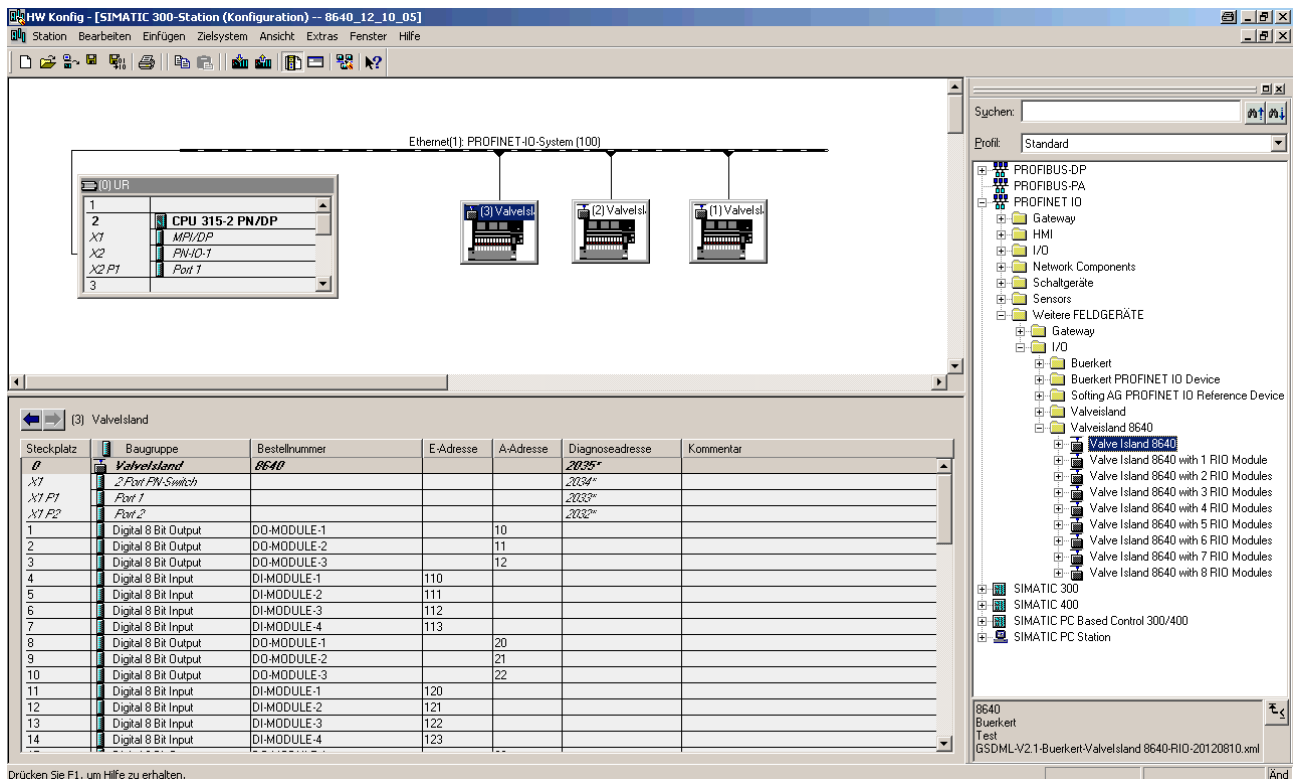 HW Konfig - [SIMATIC 300-Station (Konfiguration) -- 8640_12_10_05]
Station Bearbeiten Einfügen Zielsystem Ansicht Extras Fenster Hilfe
Ethernet(1): PROFINET-IO-System (100)
(0) UR
1
2 CPU 315-2 PN/DP
X1 MPI/DP
X2 PN-IO-1
X2 P1 Port 1
3
(3) Valvelsl
(2) Valvelsl
(1) Valvelsl
(3) Valvelsland
Steckplatz Baugruppe Bestellnummer E-Adresse A-Adresse Diagnoseadresse Kommentar
0 Valvelsland 8640 2035*
X1 2 Port PN-Switch 2034*
X1 P1 Port 1 2033*
X1 P2 Port 2 2032*
1 Digital 8 Bit Output DO-MODULE-1 10
2 Digital 8 Bit Output DO-MODULE-2 11
3 Digital 8 Bit Output DO-MODULE-3 12
4 Digital 8 Bit Input DI-MODULE-1 110
5 Digital 8 Bit Input DI-MODULE-2 111
6 Digital 8 Bit Input DI-MODULE-3 112
7 Digital 8 Bit Input DI-MODULE-4 113
8 Digital 8 Bit Output DO-MODULE-1 20
9 Digital 8 Bit Output DO-MODULE-2 21
10 Digital 8 Bit Output DO-MODULE-3 22
11 Digital 8 Bit Input DI-MODULE-1 120
12 Digital 8 Bit Input DI-MODULE-2 121
13 Digital 8 Bit Input DI-MODULE-3 122
14 Digital 8 Bit Input DI-MODULE-4 123
Suchen:
Profil: Standard
PROFIBUS-DP
PROFIBUS-PA
PROFINET IO
Gateway
HMI
I/O
Network Components
Schaltgeräte
Sensors
Weitere FELDGERÄTE
Gateway
I/O
Buerkert
Buerkert PROFINET IO Device
Softing AG PROFINET IO Reference Device
Valveisland
Valveisland 8640
Valve Island 8640
Valve Island 8640 with 1 RIO Module
Valve Island 8640 with 2 RIO Modules
Valve Island 8640 with 3 RIO Modules
Valve Island 8640 with 4 RIO Modules
Valve Island 8640 with 5 RIO Modules
Valve Island 8640 with 6 RIO Modules
Valve Island 8640 with 7 RIO Modules
Valve Island 8640 with 8 RIO Modules
SIMATIC 300
SIMATIC 400
SIMATIC PC Based Control 300/400
SIMATIC PC Station
8640
Buerkert
Test
GSDML-V2.1-Buerkert-Valvelsland 8640-RIO-20120810.xml
Drücken Sie F1, um Hilfe zu erhalten.
Änd